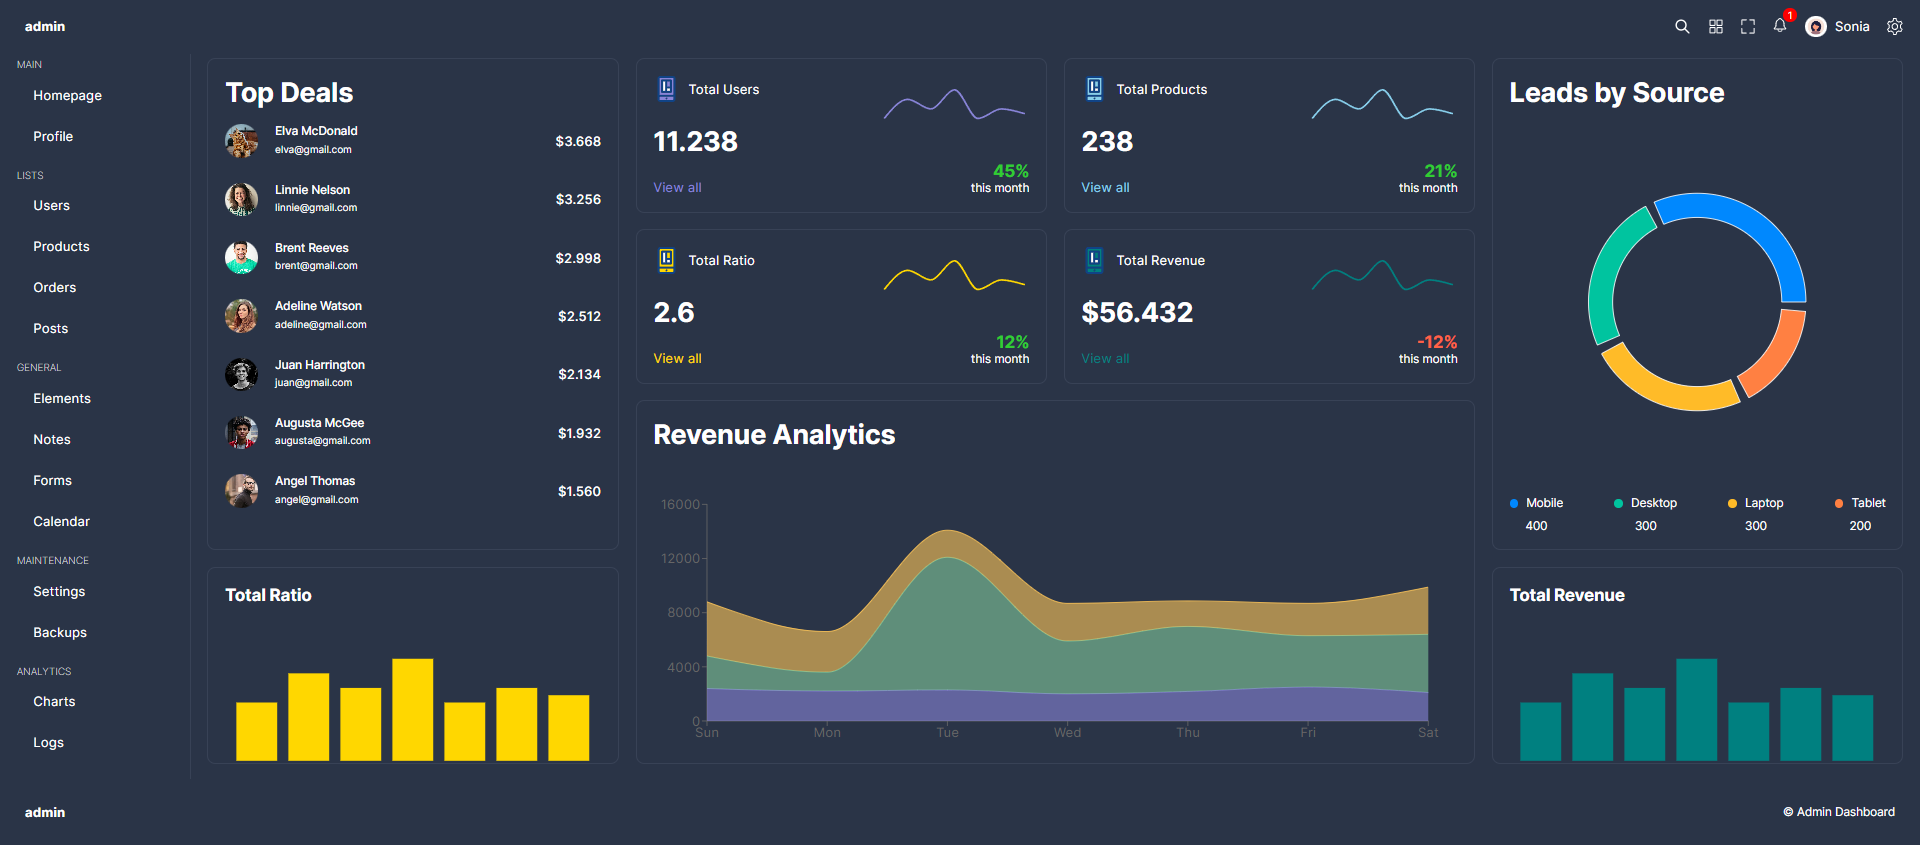 admin
1
Sonia
MAIN
Homepage
Profile
LISTS
Users
Products
Orders
Posts
GENERAL
Elements
Notes
Forms
Calendar
MAINTENANCE
Settings
Backups
ANALYTICS
Charts
Logs
Top Deals
Elva McDonald
elva@gmail.com
$3.668
Linnie Nelson
linnie@gmail.com
$3.256
Brent Reeves
brent@gmail.com
$2.998
Adeline Watson
adeline@gmail.com
$2.512
Juan Harrington
juan@gmail.com
$2.134
Augusta McGee
augusta@gmail.com
$1.932
Angel Thomas
angel@gmail.com
$1.560
Total Ratio
Total Users
11.238
View all
45%
this month
Total Products
238
View all
21%
this month
Total Ratio
2.6
View all
12%
this month
Total Revenue
$56.432
View all
-12%
this month
Revenue Analytics
16000
12000
8000
4000
0
Sun Mon Tue Wed Thu Fri Sat
Leads by Source
Mobile Desktop Laptop Tablet
400 300 300 200
Total Revenue
admin
© Admin Dashboard